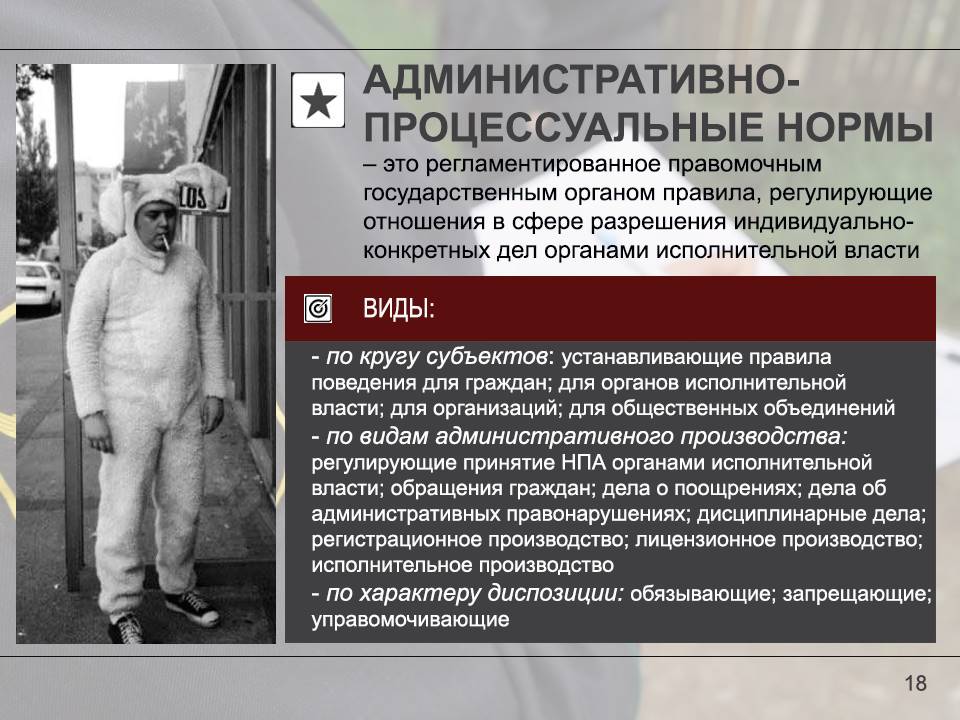 АДМИНИСТРАТИВНО-
ПРОЦЕССУАЛЬНЫЕ НОРМЫ
– это регламентированное правомочным
государственным органом правила, регулирующие
отношения в сфере разрешения индивидуально-
конкретных дел органами исполнительной власти
LOS
ВИДЫ:
- по кругу субъектов: устанавливающие правила
поведения для граждан; для органов исполнительной
власти; для организаций; для общественных объединений
- по видам административного производства:
регулирующие принятие НПА органами исполнительной
власти; обращения граждан; дела о поощрениях; дела об
административных правонарушениях; дисциплинарные дела;
регистрационное производство; лицензионное производство;
исполнительное производство
- по характеру диспозиции: обязывающие; запрещающие;
управомочивающие
18